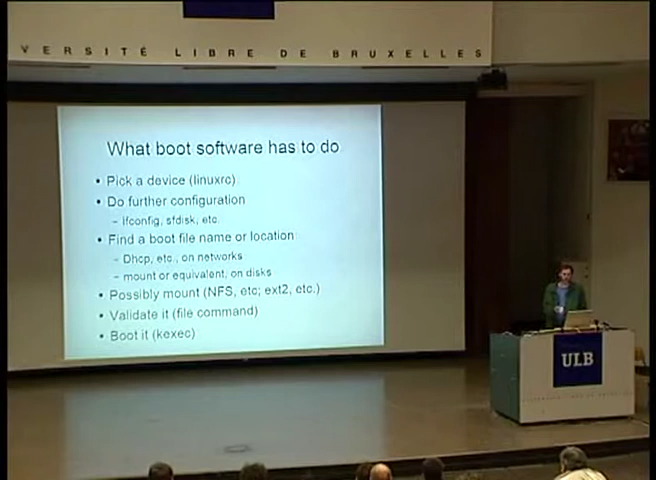 VERSITÉ LIBRE DE BRUXELLES
What boot software has to do
• Pick a device (linuxrc)
• Do further configuration
– ifconfig, sfdisk, etc.
• Find a boot file name or location
– Dhcp, etc., on networks
– mount or equivalent, on disks
• Possibly mount (NFS, etc; ext2, etc.)
• Validate it (file command)
• Boot it (kexec)
ULB